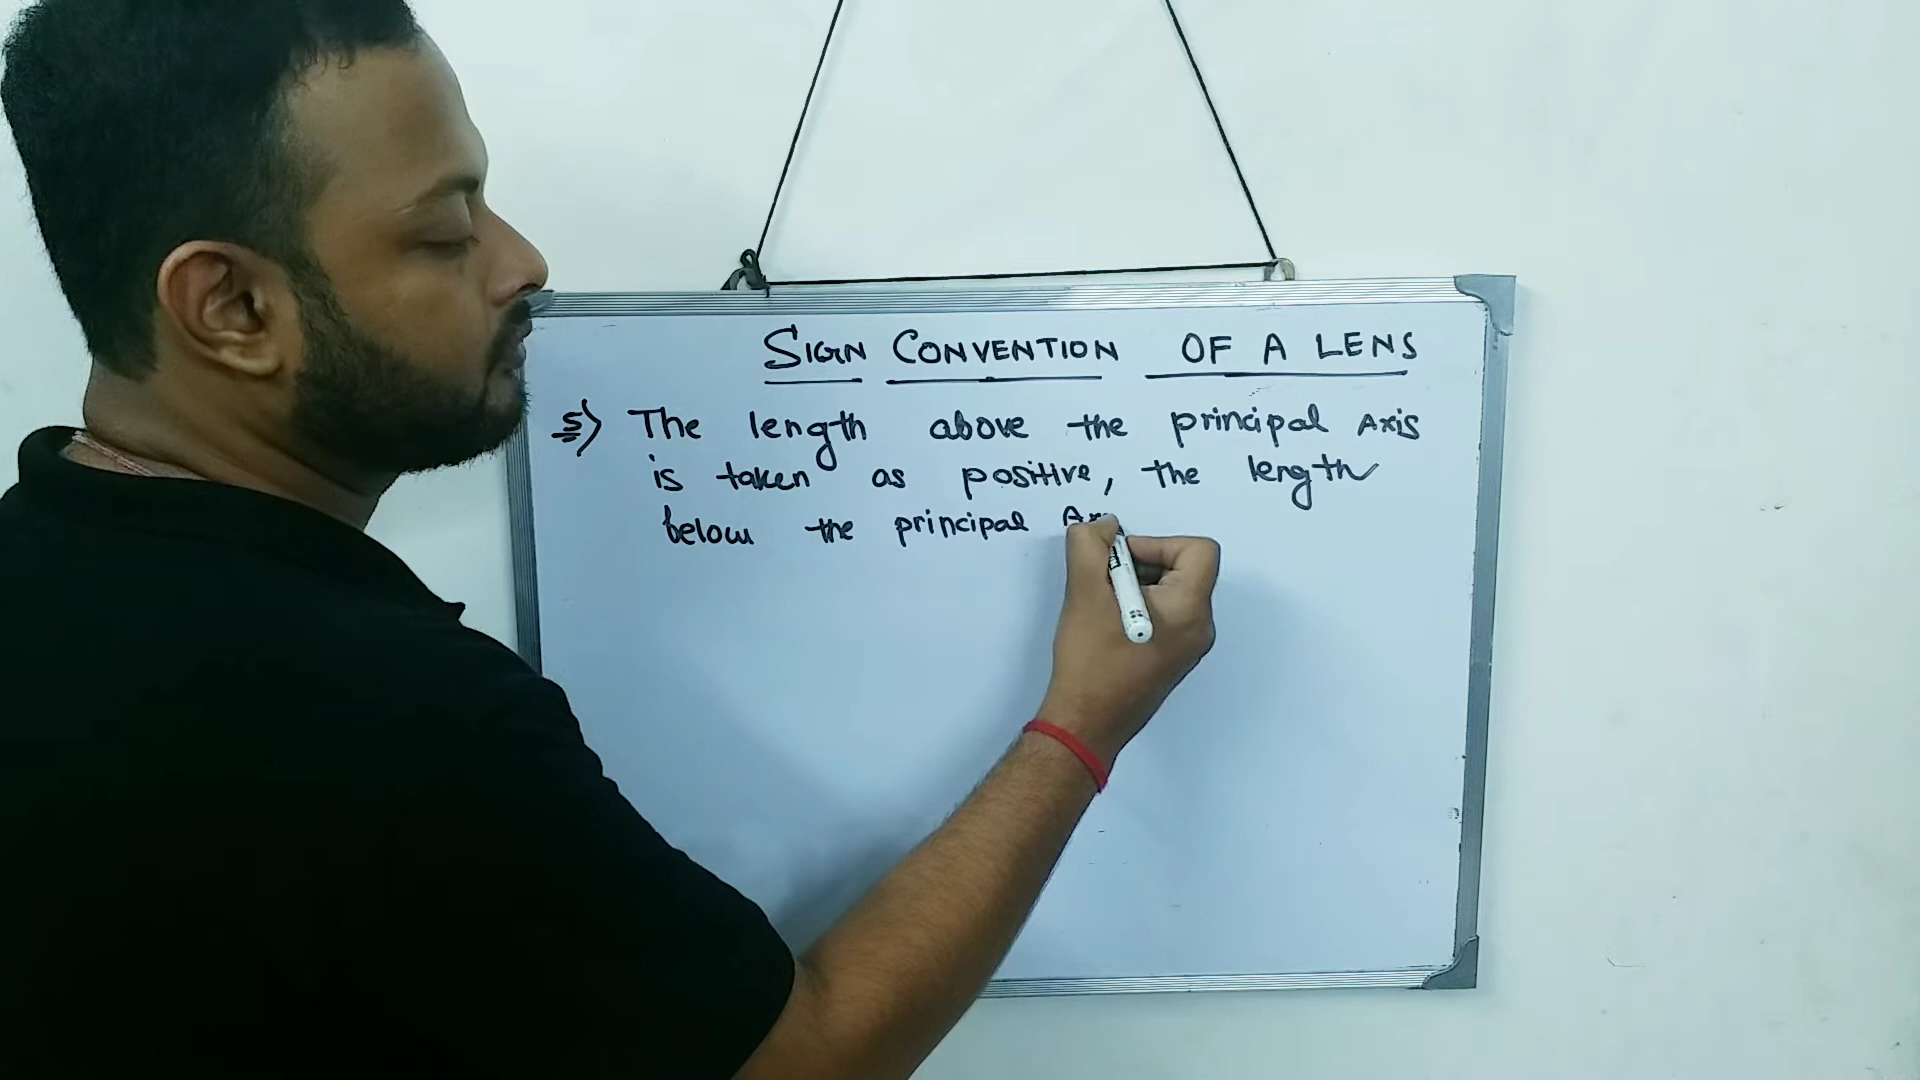 SIGN CONVENTION OF A LENS
5) The length above the principal Axis
is taken as positive, the length
below the principal